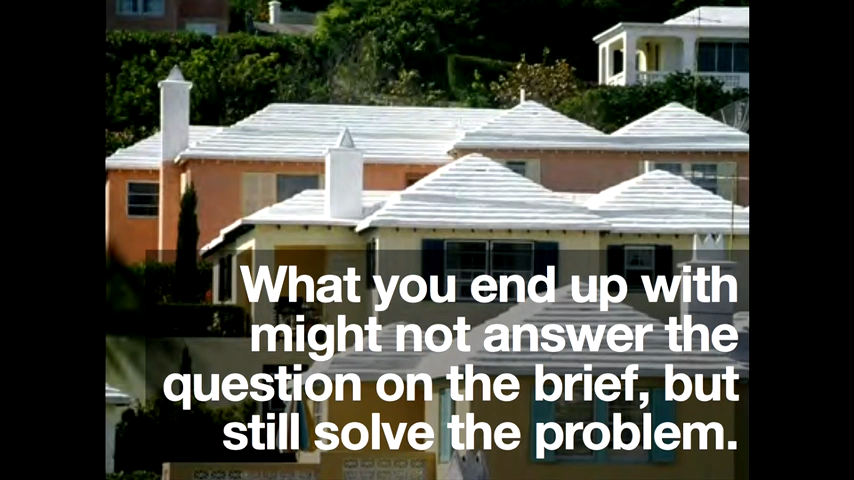 What you end up with
might not answer the
question on the brief, but
still solve the problem.